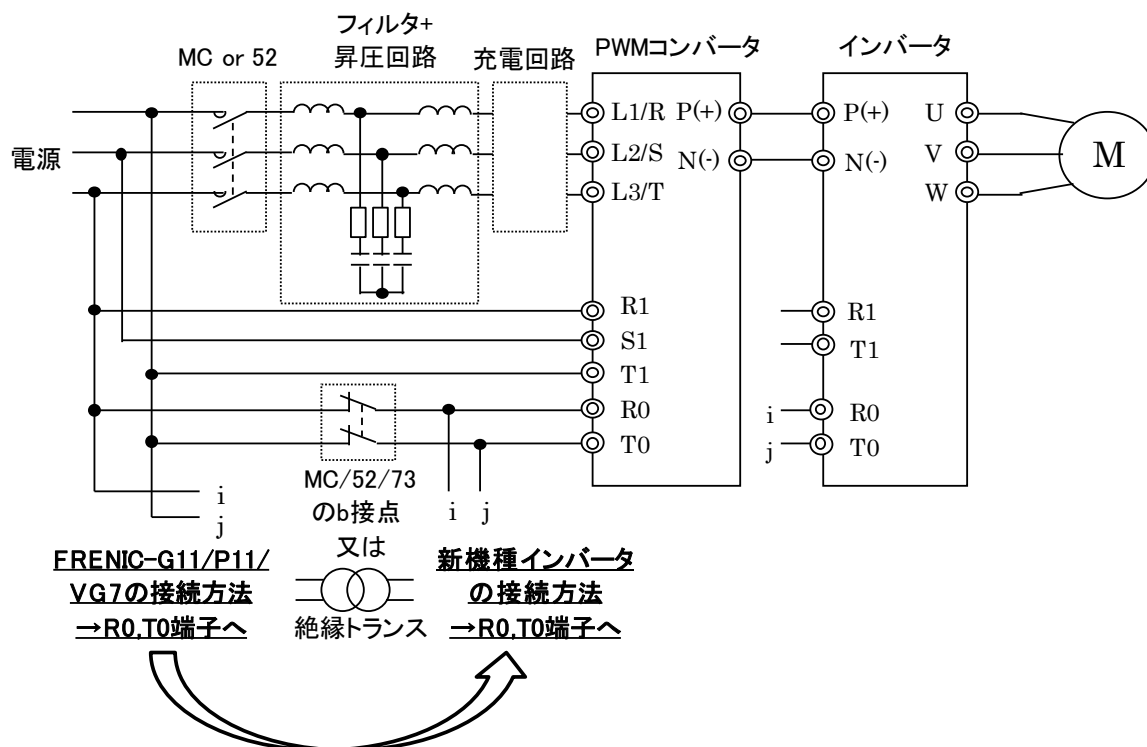 フィルタ+
昇圧回路
MC or 52
充電回路
PWMコンバータ
インバータ
電源
L1/R
P(+)
P(+)
U
L2/S
N(-)
N(-)
V
L3/T
W
M
R1
S1
T1
R0
T0
R1
T1
i
R0
j
T0
MC/52/73
のb接点
又は
絶縁トランス
i
j
i
j
FRENIC-G11/P11/
VG7の接続方法
→R0,T0端子へ
新機種インバータ
の接続方法
→R0,T0端子へ